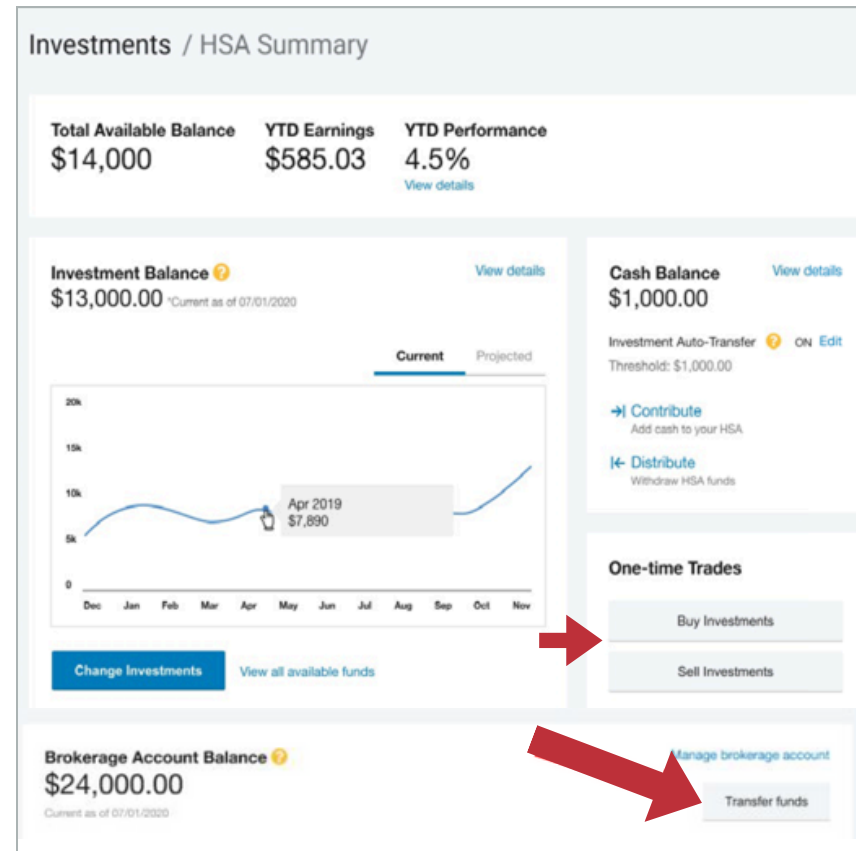 Investments / HSA Summary
Total Available Balance
$14,000
YTD Earnings
$585.03
YTD Performance
4.5%
View details
Investment Balance ?
View details
$13,000.00 *Current as of 07/01/2020
Current Projected
20k
15k
10k
5k
0
Apr 2019
$7,890
Dec Jan Feb Mar Apr May Jun Jul Aug Sep Oct Nov
Change Investments
View all available funds
Cash Balance
View details
$1,000.00
Investment Auto-Transfer ? ON Edit
Threshold: $1,000.00
Contribute
Add cash to your HSA
Distribute
Withdraw HSA funds
One-time Trades
Buy Investments
Sell Investments
Brokerage Account Balance ?
Manage brokerage account
$24,000.00
Current as of 07/01/2020
Transfer funds